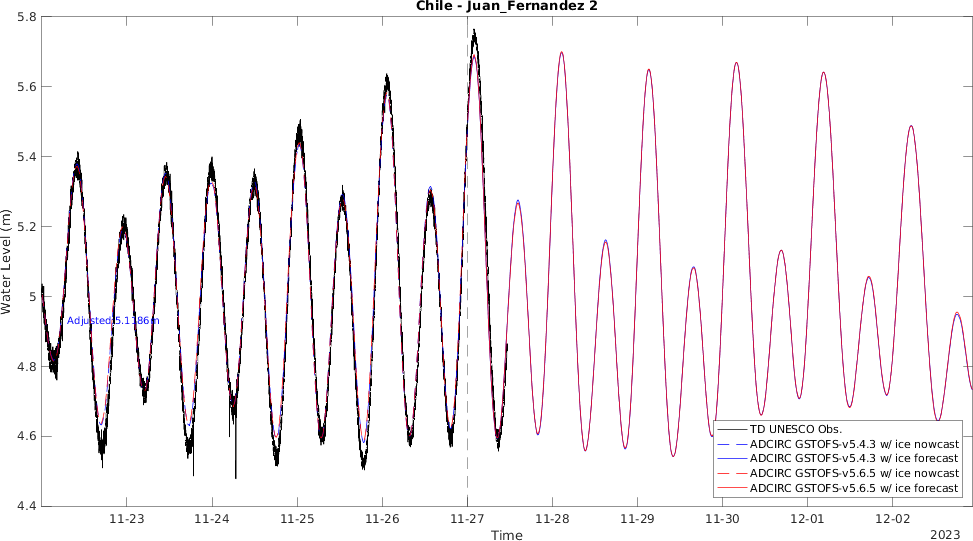 Chile - Juan_Fernandez 2
Water Level (m)
5.8
5.6
5.4
5.2
5
4.8
4.6
4.4
Adjusted:5.1186m
TD UNESCO Obs.
ADCIRC GSTOFS-v5.4.3 w/ ice nowcast
ADCIRC GSTOFS-v5.4.3 w/ ice forecast
ADCIRC GSTOFS-v5.6.5 w/ ice nowcast
ADCIRC GSTOFS-v5.6.5 w/ ice forecast
11-23 11-24 11-25 11-26 11-27 11-28 11-29 11-30 12-01 12-02
Time
2023